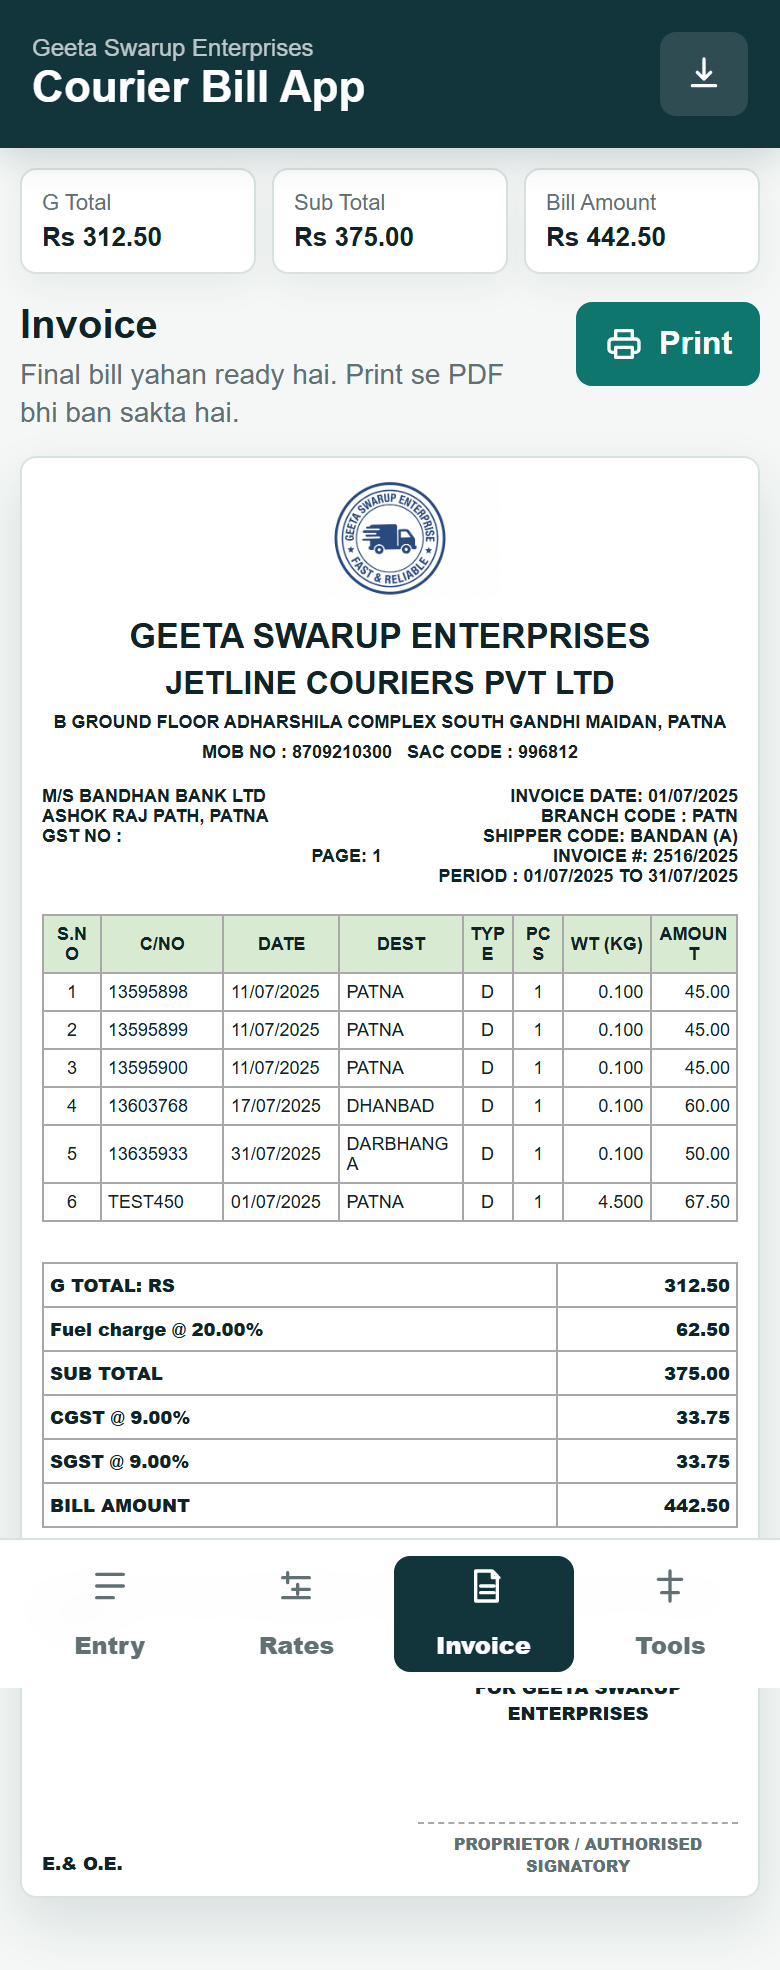 Geeta Swarup Enterprises
Courier Bill App
G Total
Rs 312.50
Sub Total
Rs 375.00
Bill Amount
Rs 442.50
Invoice
Final bill yahan ready hai. Print se PDF
bhi ban sakta hai.
Print
GEETA SWARUP ENTERPRISE
FAST & RELIABLE
GEETA SWARUP ENTERPRISES
JETLINE COURIERS PVT LTD
B GROUND FLOOR ADHARSHILA COMPLEX SOUTH GANDHI MAIDAN, PATNA
MOB NO : 8709210300 SAC CODE : 996812
M/S BANDHAN BANK LTD
ASHOK RAJ PATH, PATNA
GST NO :
PAGE: 1
INVOICE DATE: 01/07/2025
BRANCH CODE : PATN
SHIPPER CODE: BANDAN (A)
INVOICE #: 2516/2025
PERIOD : 01/07/2025 TO 31/07/2025
S.NO C/NO DATE DEST TYPE PCS WT (KG) AMOUNT
1 13595898 11/07/2025 PATNA D 1 0.100 45.00
2 13595899 11/07/2025 PATNA D 1 0.100 45.00
3 13595900 11/07/2025 PATNA D 1 0.100 45.00
4 13603768 17/07/2025 DHANBAD D 1 0.100 60.00
5 13635933 31/07/2025 DARBHANGA D 1 0.100 50.00
6 TEST450 01/07/2025 PATNA D 1 4.500 67.50
G TOTAL: RS 312.50
Fuel charge @ 20.00% 62.50
SUB TOTAL 375.00
CGST @ 9.00% 33.75
SGST @ 9.00% 33.75
BILL AMOUNT 442.50
Entry
Rates
Invoice
Tools
FOR GEETA SWARUP
ENTERPRISES
E.& O.E.
PROPRIETOR / AUTHORISED
SIGNATORY